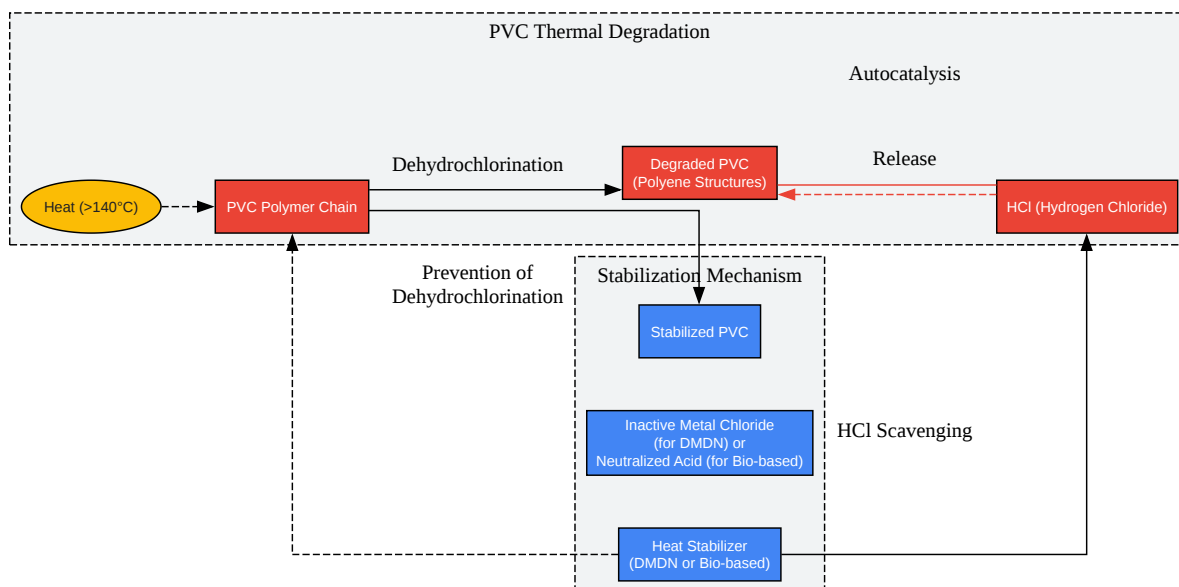 PVC Thermal Degradation
Autocatalysis
Dehydrochlorination
Degraded PVC
(Polyene Structures)
Release
Heat (>140°C)
PVC Polymer Chain
HCl (Hydrogen Chloride)
Prevention of
Dehydrochlorination
Stabilization Mechanism
Stabilized PVC
Inactive Metal Chloride
(for DMDN) or
Neutralized Acid (for Bio-based)
HCl Scavenging
Heat Stabilizer
(DMDN or Bio-based)